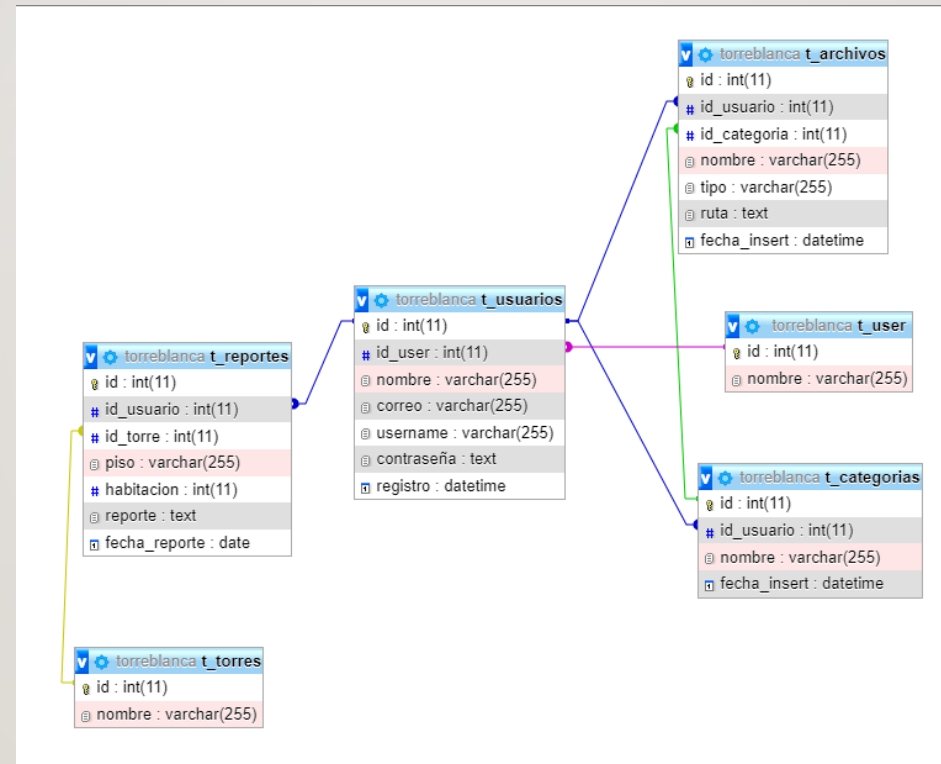 torreblanca t_archivos
id : int(11)
id_usuario : int(11)
id_categoria : int(11)
nombre : varchar(255)
tipo : varchar(255)
ruta : text
fecha_insert : datetime
torreblanca t_usuarios
id : int(11)
id_user : int(11)
nombre : varchar(255)
correo : varchar(255)
username : varchar(255)
contraseña : text
registro : datetime
torreblanca t_user
id : int(11)
nombre : varchar(255)
torreblanca t_reportes
id : int(11)
id_usuario : int(11)
id_torre : int(11)
piso : varchar(255)
habitacion : int(11)
reporte : text
fecha_reporte : date
torreblanca t_categorias
id : int(11)
id_usuario : int(11)
nombre : varchar(255)
fecha_insert : datetime
torreblanca t_torres
id : int(11)
nombre : varchar(255)